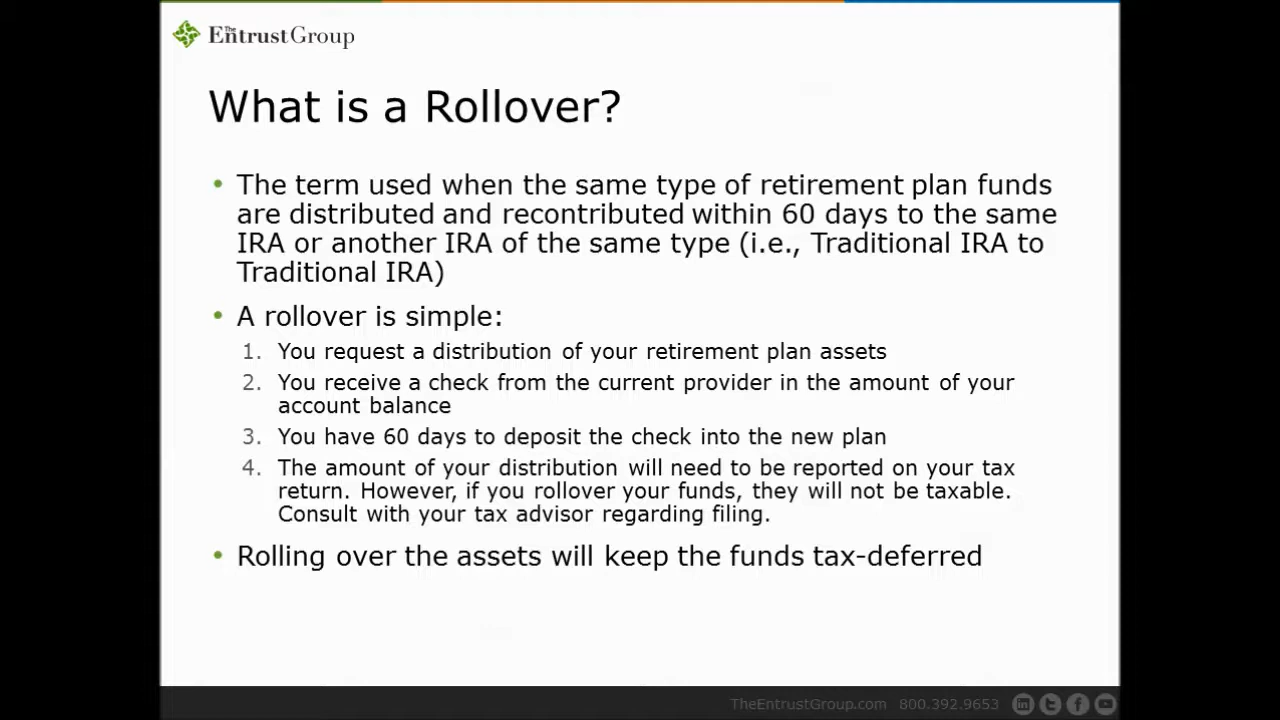 The EntrustGroup
What is a Rollover?
• The term used when the same type of retirement plan funds
are distributed and recontributed within 60 days to the same
IRA or another IRA of the same type (i.e., Traditional IRA to
Traditional IRA)
• A rollover is simple:
1. You request a distribution of your retirement plan assets
2. You receive a check from the current provider in the amount of your
account balance
3. You have 60 days to deposit the check into the new plan
4. The amount of your distribution will need to be reported on your tax
return. However, if you rollover your funds, they will not be taxable.
Consult with your tax advisor regarding filing.
• Rolling over the assets will keep the funds tax-deferred
TheEntrustGroup.com 800.392.9653